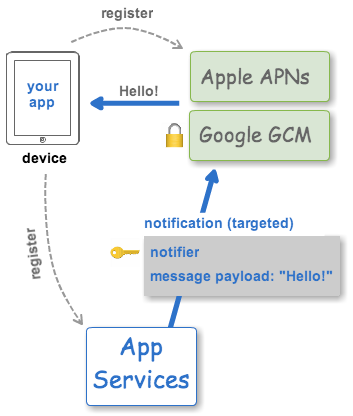 register
your
app
Hello!
Apple APNs
Google GCM
device
register
notification (targeted)
notifier
message payload: "Hello!"
App
Services